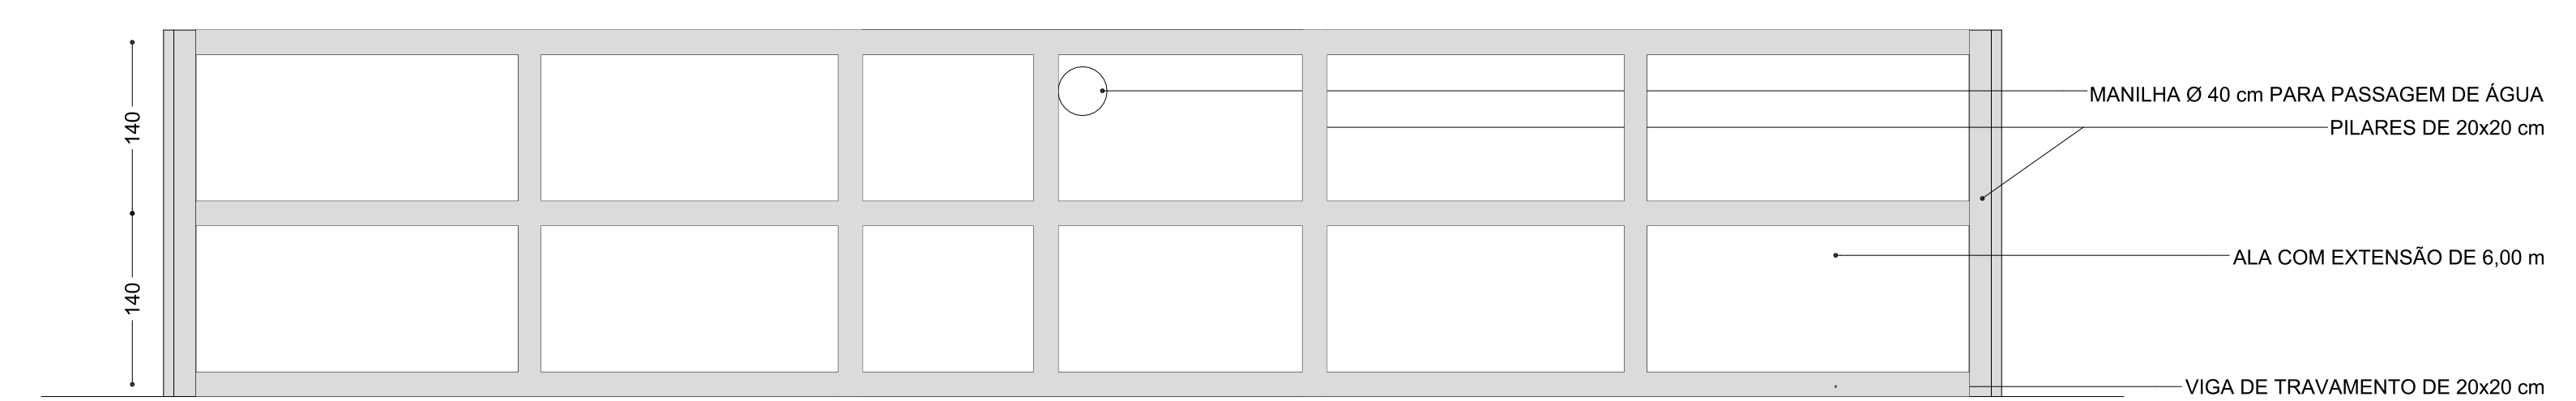 140
140
MANILHA Ø 40 cm PARA PASSAGEM DE ÁGUA
PILARES DE 20x20 cm
ALA COM EXTENSÃO DE 6,00 m
VIGA DE TRAVAMENTO DE 20x20 cm